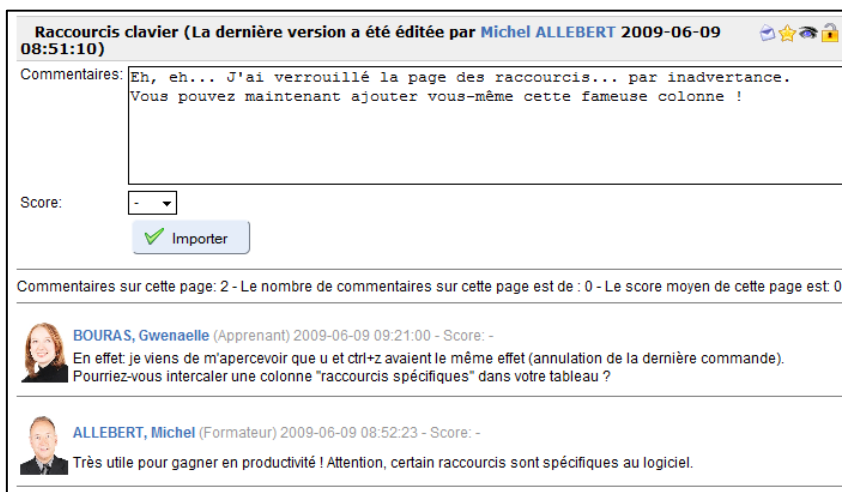 Raccourcis clavier (La dernière version a été éditée par Michel ALLEBERT 2009-06-09
08:51:10)
Commentaires: Eh, eh... J'ai verrouillé la page des raccourcis... par inadvertance.
Vous pouvez maintenant ajouter vous-même cette fameuse colonne !
Score: -
Importer
Commentaires sur cette page: 2 - Le nombre de commentaires sur cette page est de : 0 - Le score moyen de cette page est: 0
BOURAS, Gwenaelle (Apprenant) 2009-06-09 09:21:00 - Score: -
En effet: je viens de m'apercevoir que u et ctrl+z avaient le même effet (annulation de la dernière commande).
Pourriez-vous intercaler une colonne "raccourcis spécifiques" dans votre tableau ?
ALLEBERT, Michel (Formateur) 2009-06-09 08:52:23 - Score: -
Très utile pour gagner en productivité ! Attention, certain raccourcis sont spécifiques au logiciel.